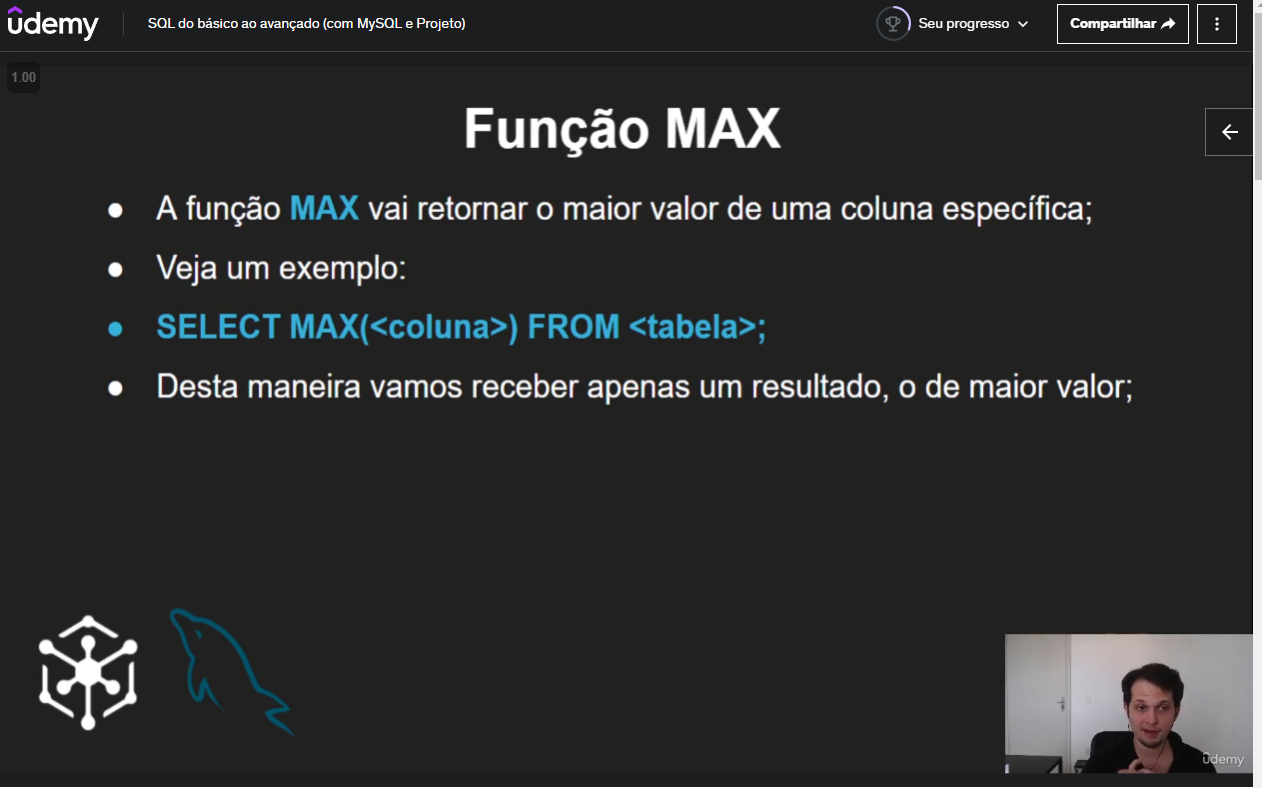 udemy
SQL do básico ao avançado (com MySQL e Projeto)
Seu progresso
Compartilhar
1.00
Função MAX
A função MAX vai retornar o maior valor de uma coluna específica;
Veja um exemplo:
SELECT MAX(<coluna>) FROM <tabela>;
Desta maneira vamos receber apenas um resultado, o de maior valor;
udemy